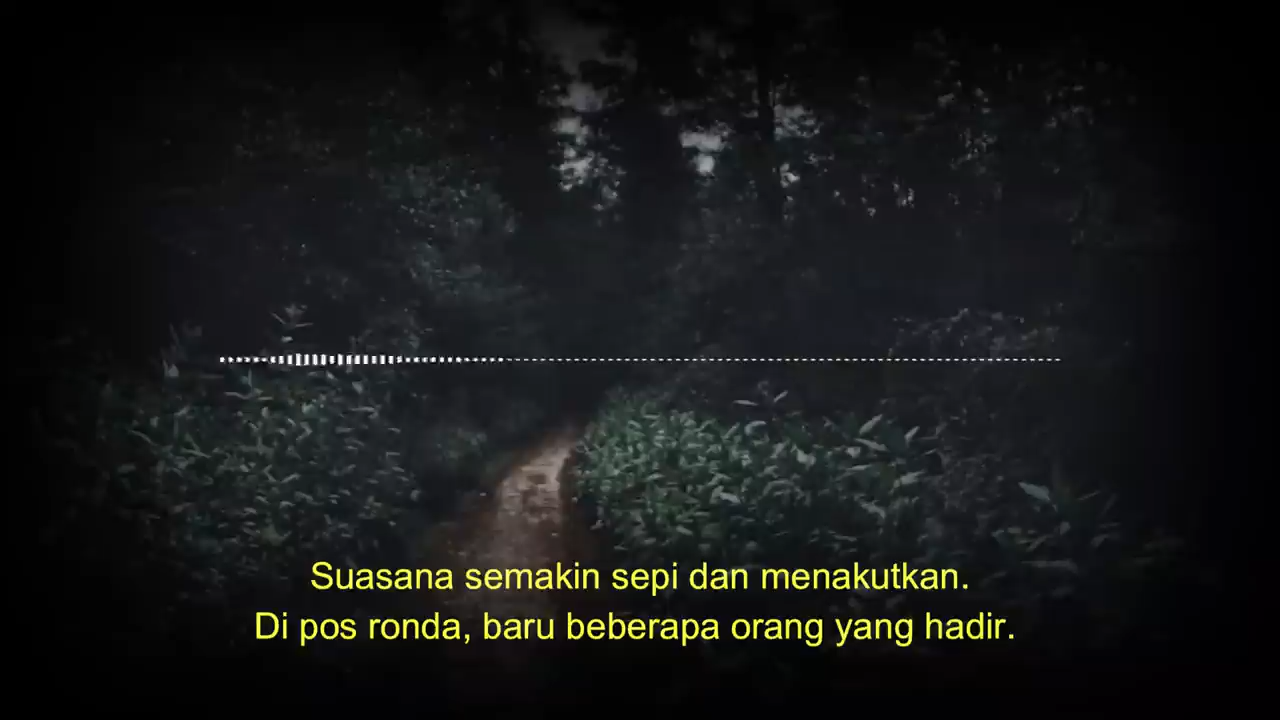 Suasana semakin sepi dan menakutkan.
Di pos ronda, baru beberapa orang yang hadir.